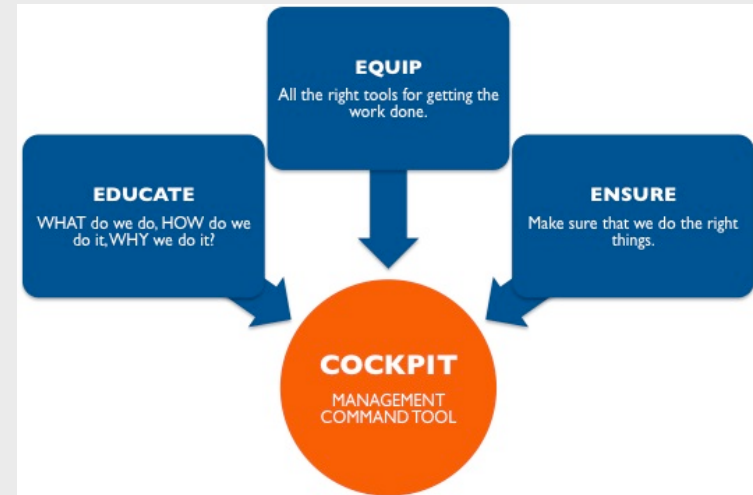 EQUIP
All the right tools for getting the
work done.
EDUCATE
WHAT do we do, HOW do we
do it, WHY we do it?
ENSURE
Make sure that we do the right
things.
COCKPIT
MANAGEMENT
COMMAND TOOL